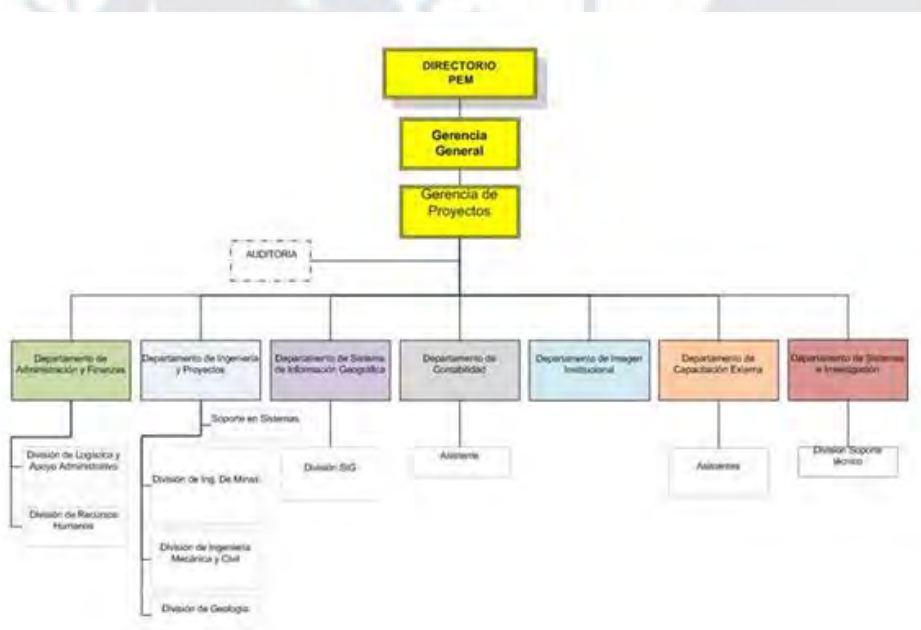 DIRECTORIO
PEM
Gerencia
General
Gerencia de
Proyectos
AUDITORIA
Departamento de
Administración y Finanzas
Departamento de Ingeniería
y Proyectos
Departamento de Sistema
de Información Geográfica
Departamento de
Contabilidad
Departamento de Imagen
Institucional
Departamento de
Capacitación Externa
Departamento de Sistemas
e Investigación
División de Logística y
Apoyo Administrativo
División de Recursos
Humanos
Soporte en Sistemas
División de Ing. De Minas
División de Ingeniería
Mecánica y Civil
División de Geología
División SIG
Asistente
Asistentes
División Soporte
técnico